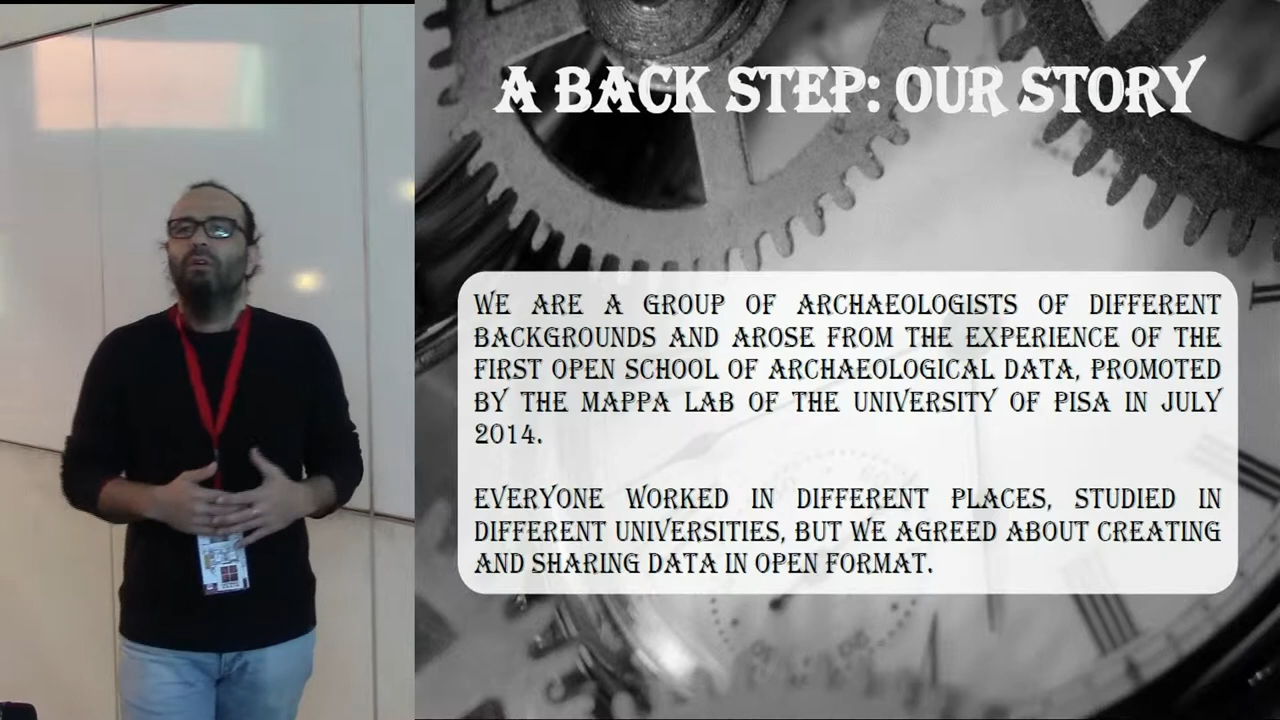 A BACK STEP: OUR STORY
WE ARE A GROUP OF ARCHAEOLOGISTS OF DIFFERENT
BACKGROUNDS AND AROSE FROM THE EXPERIENCE OF THE
FIRST OPEN SCHOOL OF ARCHAEOLOGICAL DATA, PROMOTED
BY THE MAPPA LAB OF THE UNIVERSITY OF PISA IN JULY
2014.
EVERYONE WORKED IN DIFFERENT PLACES, STUDIED IN
DIFFERENT UNIVERSITIES, BUT WE AGREED ABOUT CREATING
AND SHARING DATA IN OPEN FORMAT.